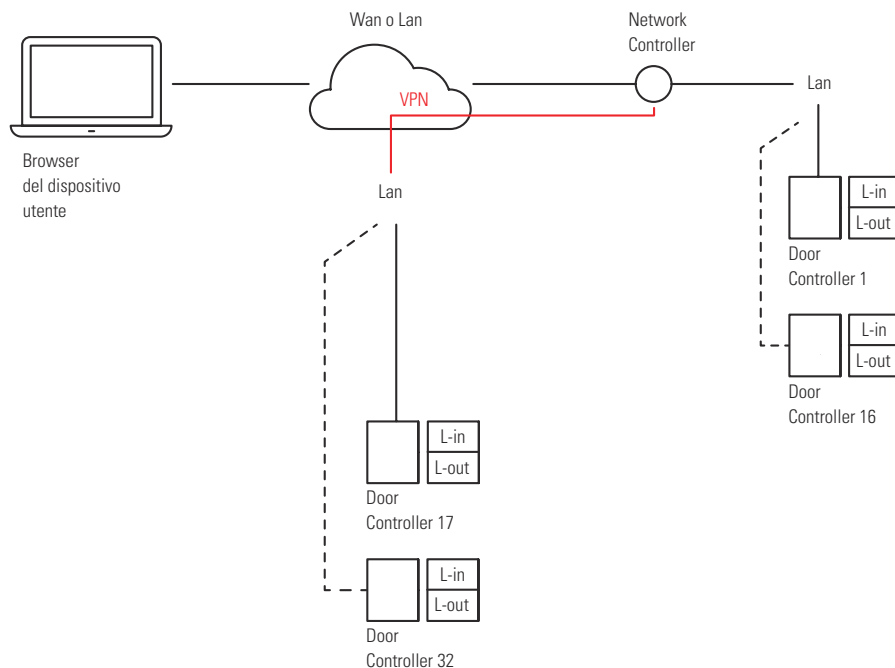 Wan o Lan
Network
Controller
Lan
VPN
Browser
del dispositivo
utente
Lan
L-in
L-out
Door
Controller 1
L-in
L-out
Door
Controller 16
L-in
L-out
Door
Controller 17
L-in
L-out
Door
Controller 32